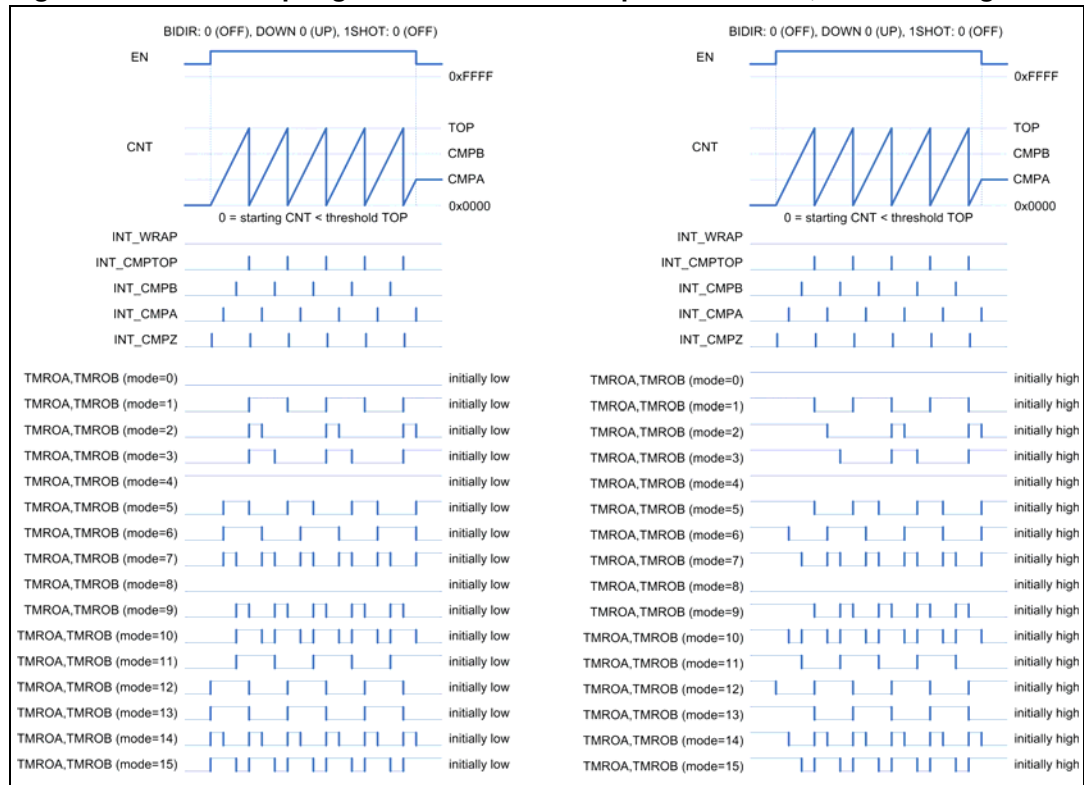 BIDIR: 0 (OFF), DOWN 0 (UP), 1SHOT: 0 (OFF)
EN
0xFFFF
TOP
CNT
CMPB
CMPA
0x0000
0 = starting CNT < threshold TOP
INT_WRAP
INT_CMPTOP
INT_CMPB
INT_CMPA
INT_CMPZ
TMROA,TMROB (mode=0) initially low
TMROA,TMROB (mode=1) initially low
TMROA,TMROB (mode=2) initially low
TMROA,TMROB (mode=3) initially low
TMROA,TMROB (mode=4) initially low
TMROA,TMROB (mode=5) initially low
TMROA,TMROB (mode=6) initially low
TMROA,TMROB (mode=7) initially low
TMROA,TMROB (mode=8) initially low
TMROA,TMROB (mode=9) initially low
TMROA,TMROB (mode=10) initially low
TMROA,TMROB (mode=11) initially low
TMROA,TMROB (mode=12) initially low
TMROA,TMROB (mode=13) initially low
TMROA,TMROB (mode=14) initially low
TMROA,TMROB (mode=15) initially low
BIDIR: 0 (OFF), DOWN 0 (UP), 1SHOT: 0 (OFF)
EN
0xFFFF
TOP
CNT
CMPB
CMPA
0x0000
0 = starting CNT < threshold TOP
INT_WRAP
INT_CMPTOP
INT_CMPB
INT_CMPA
INT_CMPZ
TMROA,TMROB (mode=0) initially high
TMROA,TMROB (mode=1) initially high
TMROA,TMROB (mode=2) initially high
TMROA,TMROB (mode=3) initially high
TMROA,TMROB (mode=4) initially high
TMROA,TMROB (mode=5) initially high
TMROA,TMROB (mode=6) initially high
TMROA,TMROB (mode=7) initially high
TMROA,TMROB (mode=8) initially high
TMROA,TMROB (mode=9) initially high
TMROA,TMROB (mode=10) initially high
TMROA,TMROB (mode=11) initially high
TMROA,TMROB (mode=12) initially high
TMROA,TMROB (mode=13) initially high
TMROA,TMROB (mode=14) initially high
TMROA,TMROB (mode=15) initially high